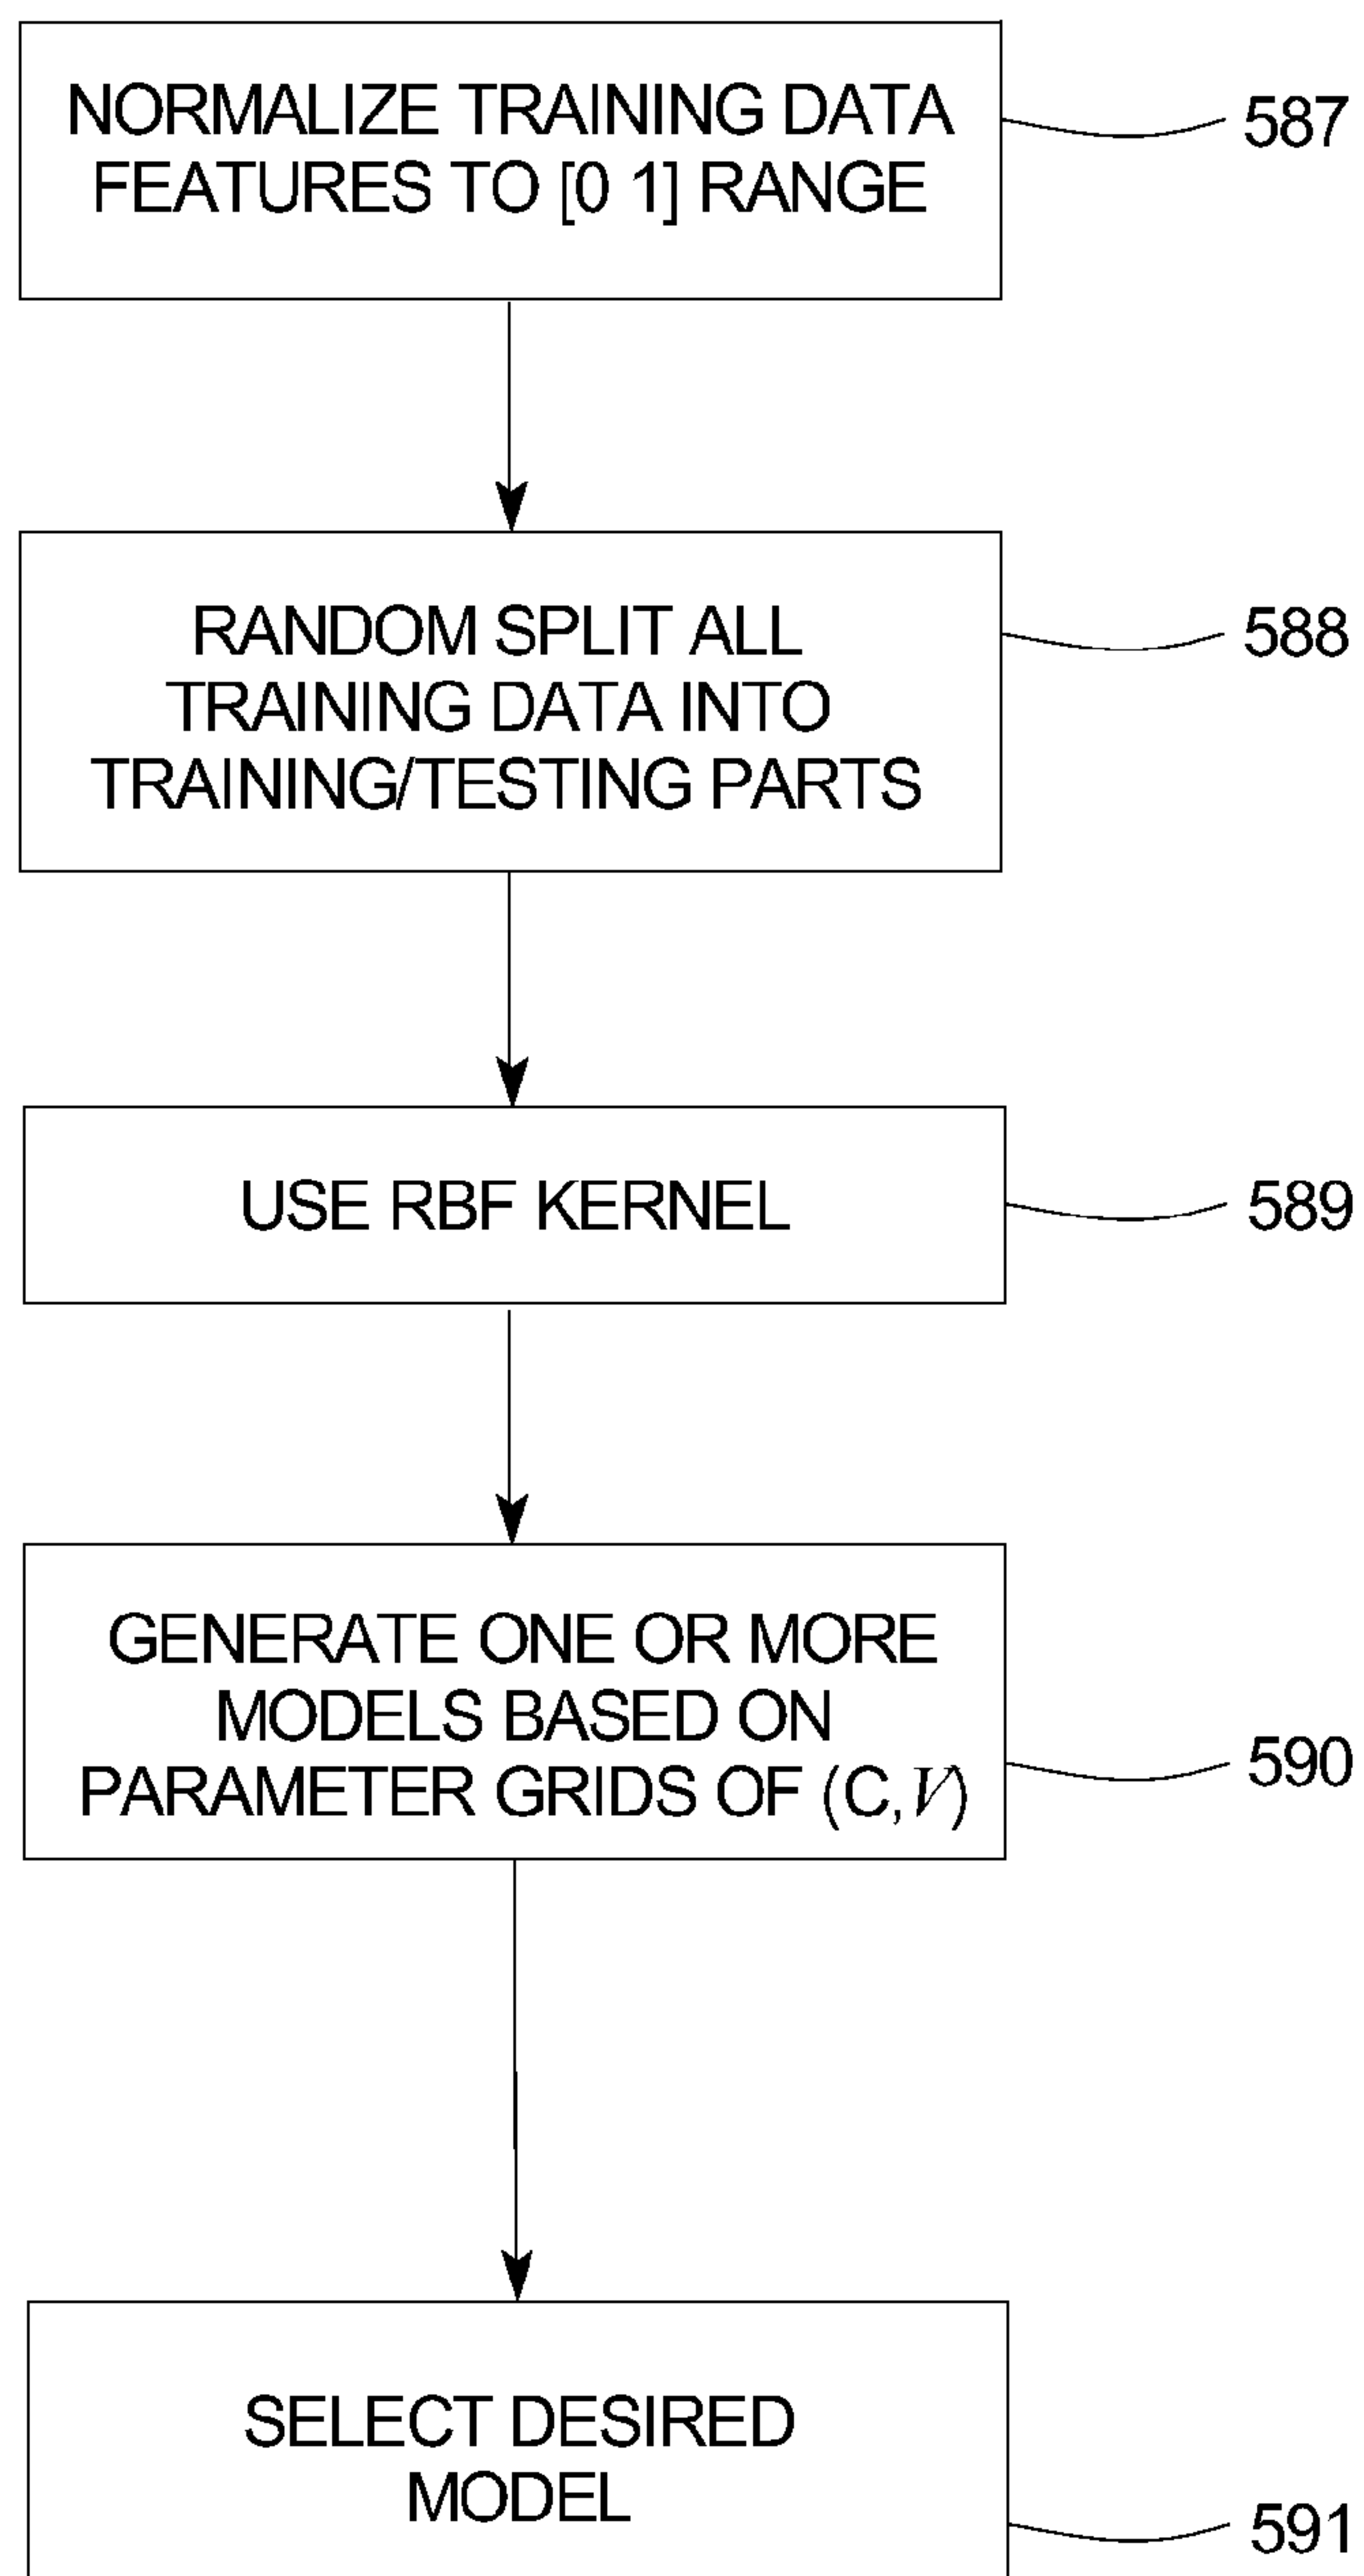 NORMALIZE TRAINING DATA
FEATURES TO [0 1] RANGE
587
RANDOM SPLIT ALL
TRAINING DATA INTO
TRAINING/TESTING PARTS
588
USE RBF KERNEL
589
GENERATE ONE OR MORE
MODELS BASED ON
PARAMETER GRIDS OF (C,V)
590
SELECT DESIRED
MODEL
591